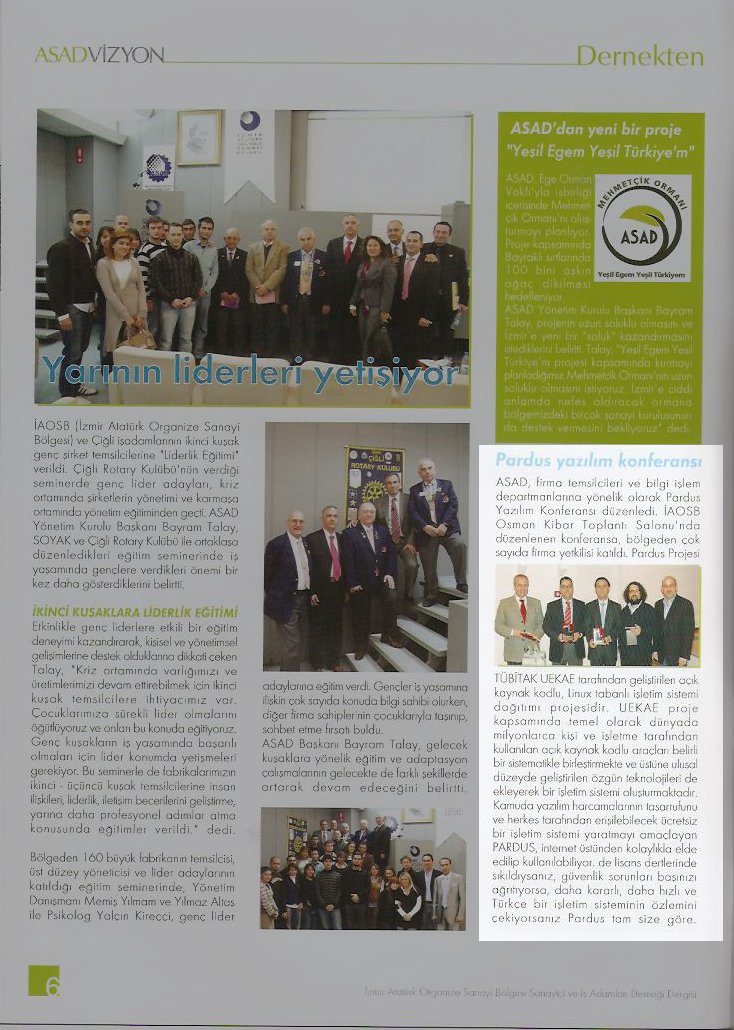 ASADVİZYON
Dernekten
İZMİR
ATATÜRK
ORGANİZE
SANAYİ
BÖLGESİ
ASAD
Yarının liderleri yetişiyor
İAOSB (İzmir Atatürk Organize Sanayi
Bölgesi) ve Çiğli işadamlarının ikinci kuşak
genç şirket temsilcilerine "Liderlik Eğitimi"
verildi. Çiğli Rotary Kulübü'nün verdiği
seminerde genç lider adayları, kriz
ortamında şirketlerin yönetimi ve karmaşa
ortamında yönetim eğitiminden geçti. ASAD
Yönetim Kurulu Başkanı Bayram Talay,
SOYAK ve Çiğli Rotary Kulübü ile ortaklaşa
düzenledikleri eğitim seminerinde iş
yaşamında gençlere verdikleri önemi bir
kez daha gösterdiklerini belirtti.
İKİNCİ KUŞAKLARA LİDERLİK EĞİTİMİ
Etkinlikle genç liderlere etkili bir eğitim
deneyimi kazandırarak, kişisel ve yönetimsel
gelişimlerine destek olduklarına dikkati çeken
Talay, "Kriz ortamında varlığımızı ve
üretimlerimizi devam ettirebilmek için ikinci
kuşak temsilcilere ihtiyacımız var.
Çocuklarımıza sürekli lider olmalarını
öğütlüyoruz ve onları bu konuda eğitiyoruz.
Genç kuşakların iş yaşamında başarılı
olmaları için lider konumda yetişmeleri
gerekiyor. Bu seminerle de fabrikalarımızın
ikinci - üçüncü kuşak temsilcilerine insan
ilişkileri, liderlik, iletişim becerilerini geliştirme,
yarına daha profesyonel adımlar atma
konusunda eğitimler verildi." dedi.
Bölgeden 160 büyük fabrikanın temsilcisi,
üst düzey yöneticisi ve lider adaylarının
katıldığı eğitim seminerinde, Yönetim
Danışmanı Memiş Yılmam ve Yılmaz Altaş
ile Psikolog Yalçın Kireççi, genç lider
ÇİĞLİ
ROTARY KULÜBÜ
adaylarına eğitim verdi. Gençler iş yaşamına
ilişkin çok sayıda konuda bilgi sahibi olurken,
diğer firma sahiplerinin çocuklarıyla tanışıp,
sohbet etme fırsatı buldu.
ASAD Başkanı Bayram Talay, gelecek
kuşaklara yönelik eğitim ve adaptasyon
çalışmalarının gelecekte de farklı şekillerde
artarak devam edeceğini belirtti.
ASAD'dan yeni bir proje
"Yeşil Egem Yeşil Türkiye'm"
ASAD, Ege Orman
Vakfı'yla işbirliği
içerisinde Mehmet-
çik Ormanı'nı oluş-
turmayı planlıyor.
Proje kapsamında
Bayraklı sırtlarında
100 bini aşkın
ağaç dikilmesi
hedefleniyor.
MEHMETÇİK ORMANI
ASAD
Yeşil Egem Yeşil Türkiyem
ASAD Yönetim Kurulu Başkanı Bayram
Talay, projenin uzun soluklu olmasını ve
İzmir'e yeni bir "soluk" kazandırmasını
istediklerini belirtti. Talay, "Yeşil Egem Yeşil
Türkiye'm projesi kapsamında kurmayı
planladığımız Mehmetçik Ormanı'nın uzun
soluklu olmasını istiyoruz. İzmir'e ciddi
anlamda nefes aldıracak ormana
bölgemizdeki birçok sanayi kuruluşunun
da destek vermesini bekliyoruz" dedi.
Pardus yazılım konferansı
ASAD, firma temsilcileri ve bilgi işlem
departmanlarına yönelik olarak Pardus
Yazılım Konferansı düzenledi. İAOSB
Osman Kibar Toplantı Salonu'nda
düzenlenen konferansa, bölgeden çok
sayıda firma yetkilisi katıldı. Pardus Projesi
TÜBİTAK UEKAE tarafından geliştirilen açık
kaynak kodlu, Linux tabanlı işletim sistemi
dağıtımı projesidir. UEKAE proje
kapsamında temel olarak dünyada
milyonlarca kişi ve işletme tarafından
kullanılan açık kaynak kodlu araçları belirli
bir sistematikle birleştirmekte ve üstüne ulusal
düzeyde geliştirilen özgün teknolojileri de
ekleyerek bir işletim sistemi oluşturmaktadır.
Kamuda yazılım harcamalarının tasarrufunu
ve herkes tarafından erişilebilecek ücretsiz
bir işletim sistemi yaratmayı amaçlayan
PARDUS, internet üstünden kolaylıkla elde
edilip kullanılabiliyor. de lisans dertlerinde
sıkıldıysanız, güvenlik sorunları başınızı
ağrıtıyorsa, daha kararlı, daha hızlı ve
Türkçe bir işletim sisteminin özlemini
çekiyorsanız Pardus tam size göre.
6
İzmir Atatürk Organize Sanayi Bölgesi Sanayici ve İş Adamları Derneği Dergisi